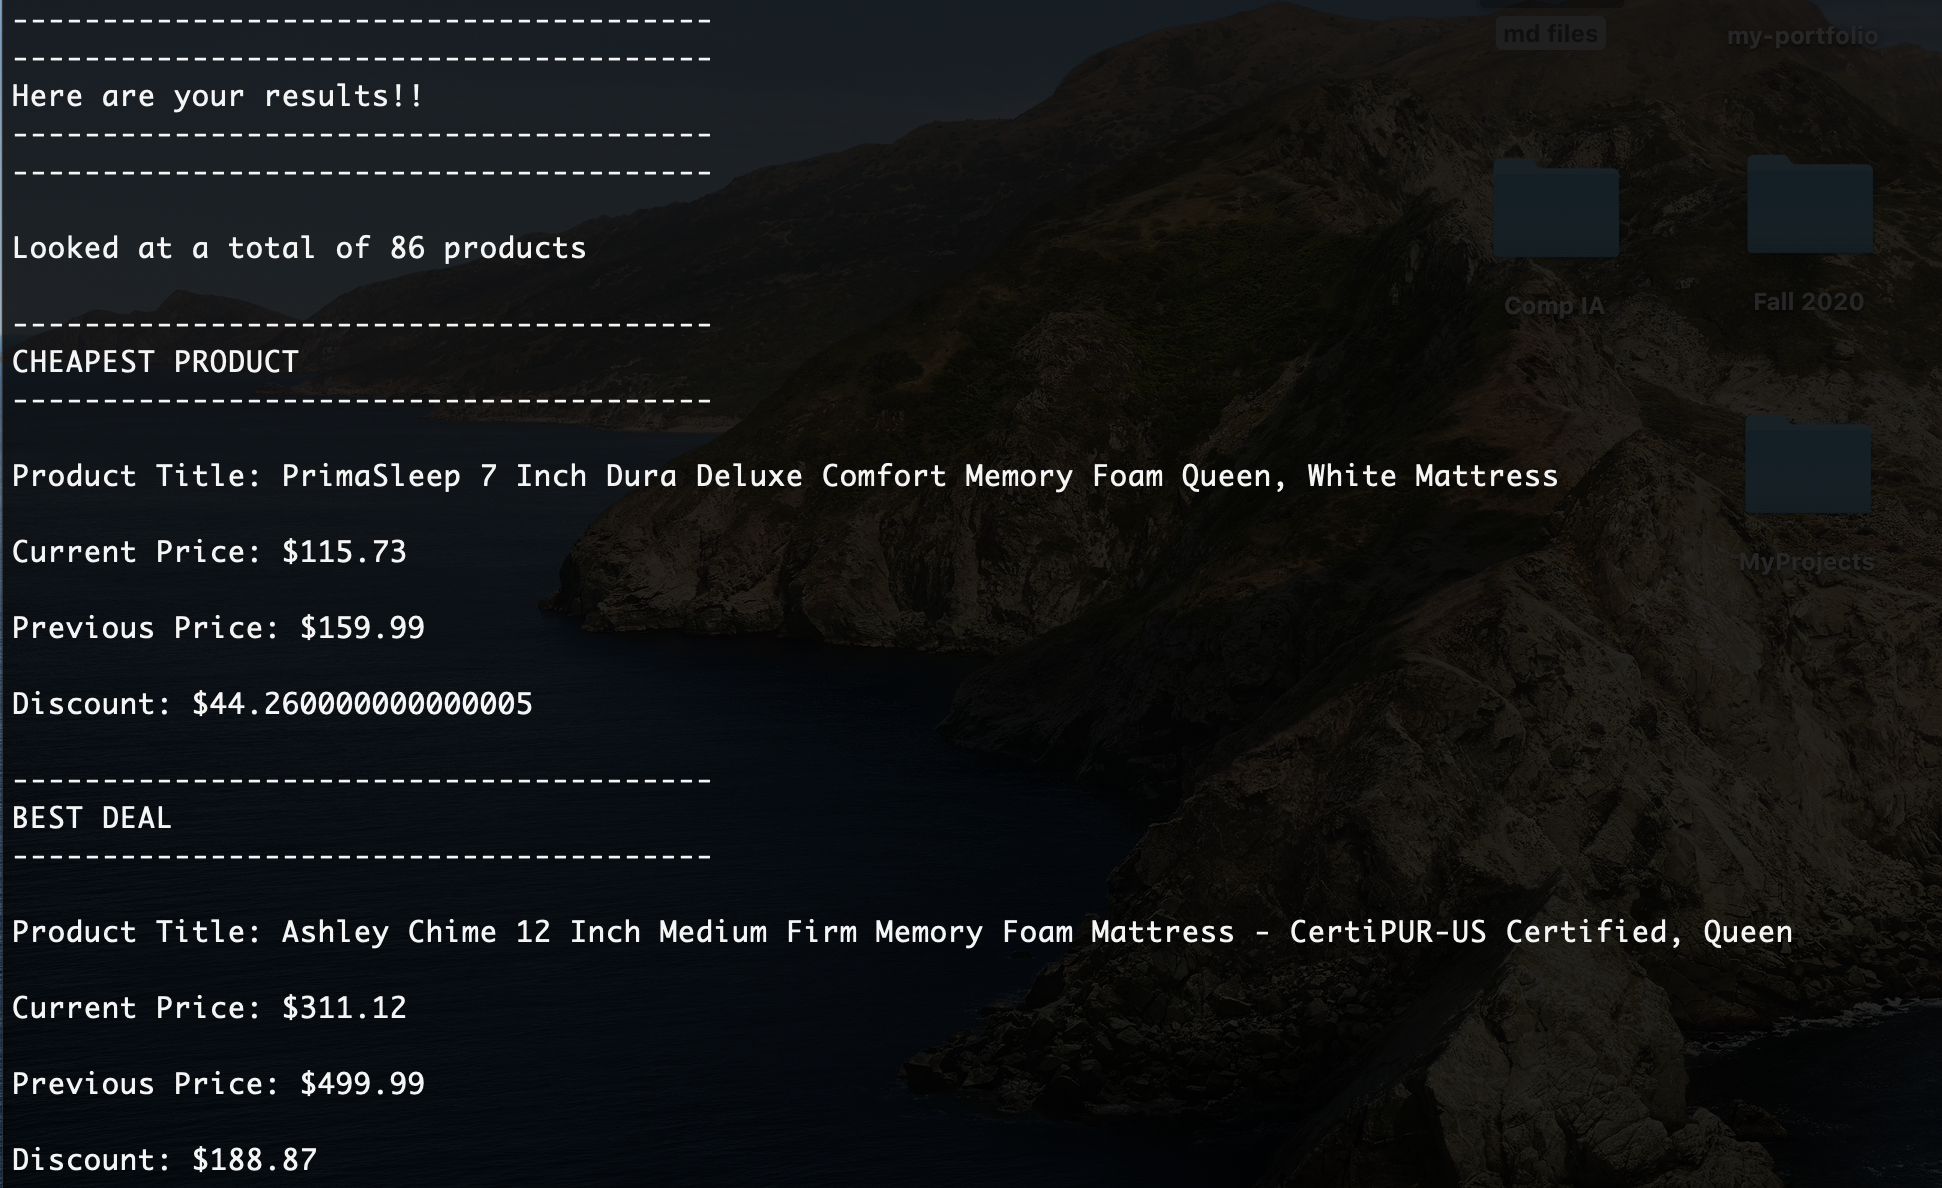 ---------------------------------------
---------------------------------------
Here are your results!!
---------------------------------------
---------------------------------------
Looked at a total of 86 products
---------------------------------------
CHEAPEST PRODUCT
---------------------------------------
Product Title: PrimaSleep 7 Inch Dura Deluxe Comfort Memory Foam Queen, White Mattress
Current Price: $115.73
Previous Price: $159.99
Discount: $44.260000000000005
---------------------------------------
BEST DEAL
---------------------------------------
Product Title: Ashley Chime 12 Inch Medium Firm Memory Foam Mattress - CertiPUR-US Certified, Queen
Current Price: $311.12
Previous Price: $499.99
Discount: $188.87
md files
my-portfolio
Comp IA
Fall 2020
MyProjects